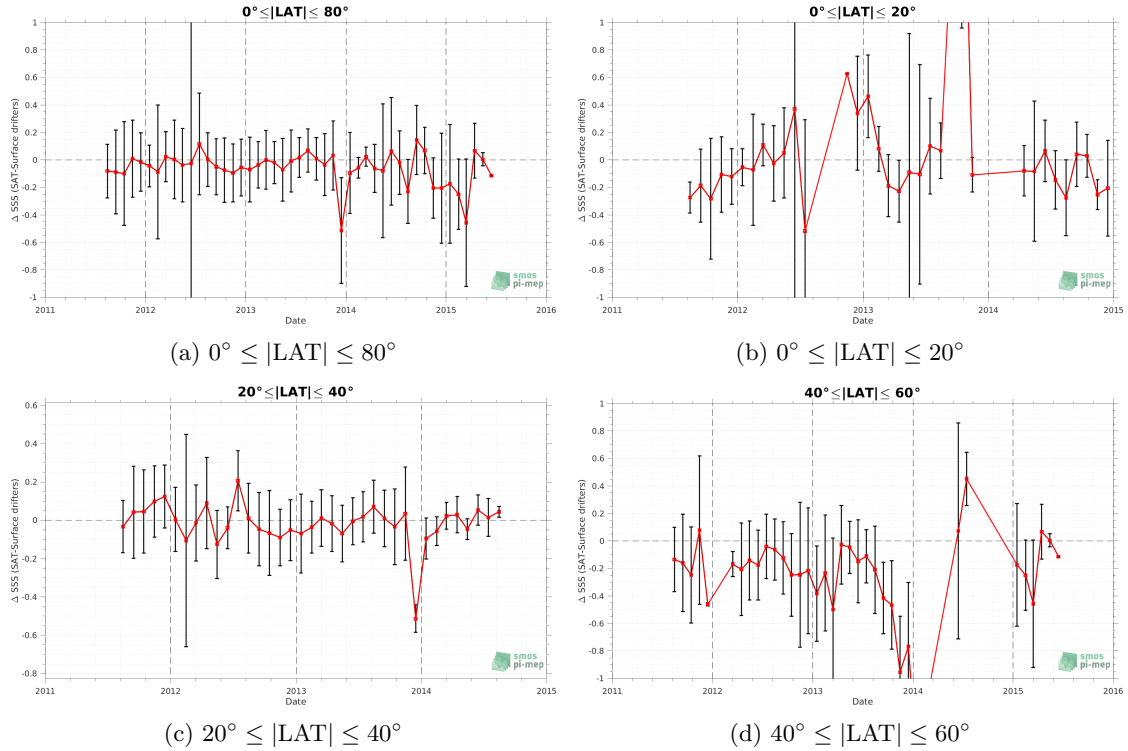 0°≤|LAT|≤ 80°
Δ SSS (SAT-Surface drifters)
1
0.8
0.6
0.4
0.2
0
-0.2
-0.4
-0.6
-0.8
-1
2011
2012
2013
2014
2015
2016
Date
smos
pi-mep
(a) 0° ≤ |LAT| ≤ 80°
0°≤|LAT|≤ 20°
Δ SSS (SAT-Surface drifters)
1
0.8
0.6
0.4
0.2
0
-0.2
-0.4
-0.6
-0.8
-1
2011
2012
2013
2014
2015
Date
smos
pi-mep
(b) 0° ≤ |LAT| ≤ 20°
20°≤|LAT|≤ 40°
Δ SSS (SAT-Surface drifters)
0.6
0.4
0.2
0
-0.2
-0.4
-0.6
-0.8
2011
2012
2013
2014
2015
Date
smos
pi-mep
(c) 20° ≤ |LAT| ≤ 40°
40°≤|LAT|≤ 60°
Δ SSS (SAT-Surface drifters)
1
0.8
0.6
0.4
0.2
0
-0.2
-0.4
-0.6
-0.8
-1
2011
2012
2013
2014
2015
2016
Date
smos
pi-mep
(d) 40° ≤ |LAT| ≤ 60°